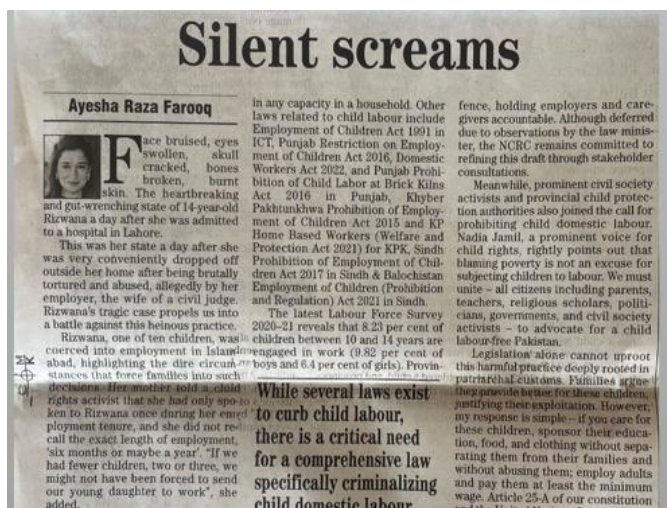 Silent screams
Ayesha Raza Farooq
Face bruised, eyes
swollen, skull
cracked, bones
broken, burnt
skin. The heartbreaking
and gut-wrenching state of 14-year-old
Rizwana a day after she was admitted
to a hospital in Lahore.
This was her state a day after she
was very conveniently dropped off
outside her home after being brutally
tortured and abused, allegedly by her
employer, the wife of a civil judge.
Rizwana's tragic case propels us into
a battle against this heinous practice.
Rizwana, one of ten children, was
coerced into employment in Islam-
abad, highlighting the dire circum-
stances that force families into such
decisions. Her mother told a child
rights activist that she had only spo-
ken to Rizwana once during her em-
ployment tenure, and she did not re-
call the exact length of employment,
'six months or maybe a year'. "If we
had fewer children, two or three, we
might not have been forced to send
our young daughter to work", she
added.
in any capacity in a household. Other
laws related to child labour include
Employment of Children Act 1991 in
ICT, Punjab Restriction on Employ-
ment of Children Act 2016, Domestic
Workers Act 2022, and Punjab Prohi-
bition of Child Labor at Brick Kilns
Act 2016 in Punjab, Khyber
Pakhtunkhwa Prohibition of Employ-
ment of Children Act 2015 and KP
Home Based Workers (Welfare and
Protection Act 2021) for KPK, Sindh
Prohibition of Employment of Chil-
dren Act 2017 in Sindh & Balochistan
Employment of Children (Prohibition
and Regulation) Act 2021 in Sindh.
The latest Labour Force Survey
2020-21 reveals that 8.23 per cent of
children between 10 and 14 years are
engaged in work (9.82 per cent of
boys and 6.4 per cent of girls). Provin-
While several laws exist
to curb child labour,
there is a critical need
for a comprehensive law
specifically criminalizing
child domestic labour
fence, holding employers and care-
givers accountable. Although deferred
due to observations by the law minis-
ter, the NCRC remains committed to
refining this draft through stakeholder
consultations.
Meanwhile, prominent civil society
activists and provincial child protec-
tion authorities also joined the call for
prohibiting child domestic labour.
Nadia Jamil, a prominent voice for
child rights, rightly points out that
blaming poverty is not an excuse for
subjecting children to labour. We must
unite – all citizens including parents,
teachers, religious scholars, politi-
cians, governments, and civil society
activists – to advocate for a child
labour-free Pakistan.
Legislation alone cannot uproot
this harmful practice deeply rooted in
patriarchal customs. Families argue
they provide better for these children,
justifying their exploitation. However,
my response is simple – if you care for
these children, sponsor their educa-
tion, food, and clothing without sepa-
rating them from their families and
without abusing them; employ adults
and pay them at least the minimum
wage. Article 25-A of our constitution